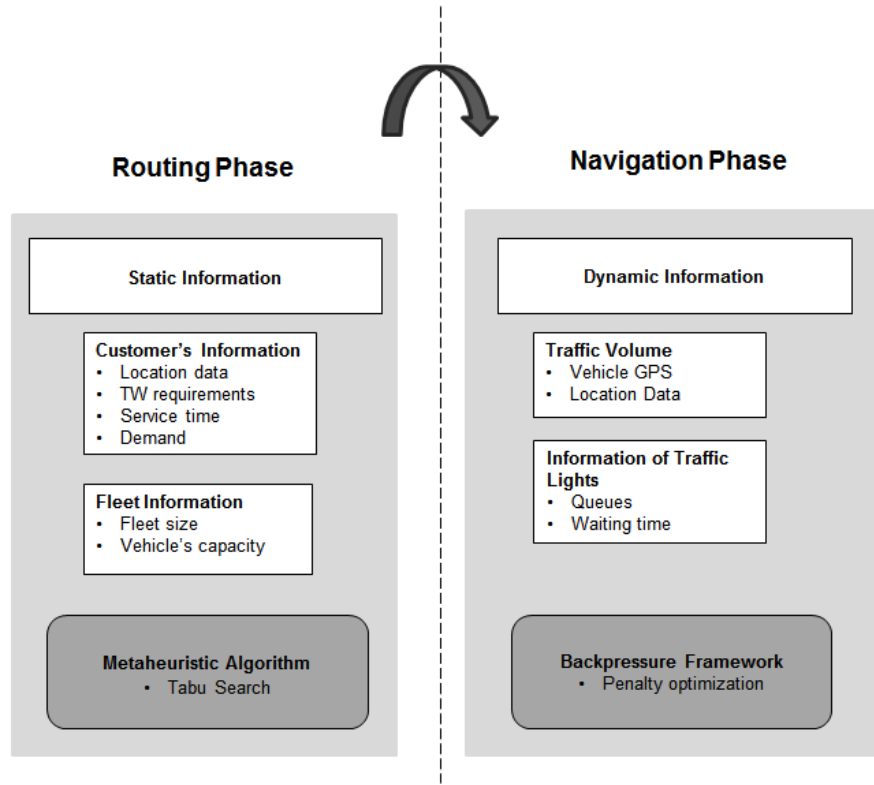 Routing Phase
Static Information
Customer's Information
• Location data
• TW requirements
• Service time
• Demand
Fleet Information
• Fleet size
• Vehicle's capacity
Metaheuristic Algorithm
• Tabu Search
Navigation Phase
Dynamic Information
Traffic Volume
• Vehicle GPS
• Location Data
Information of Traffic
Lights
• Queues
• Waiting time
Backpressure Framework
• Penalty optimization